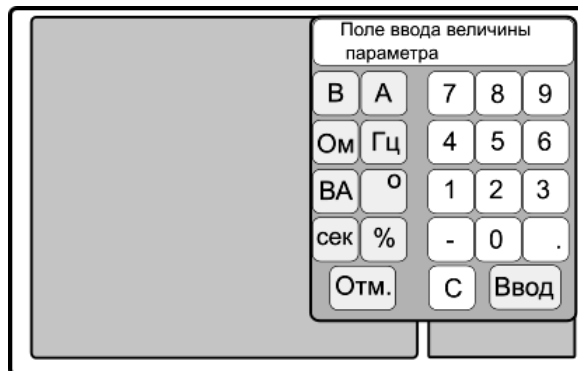 Поле ввода величины
параметра
В А 7 8 9
Ом Гц 4 5 6
ВА o 1 2 3
сек % - 0 .
Отм. С Ввод